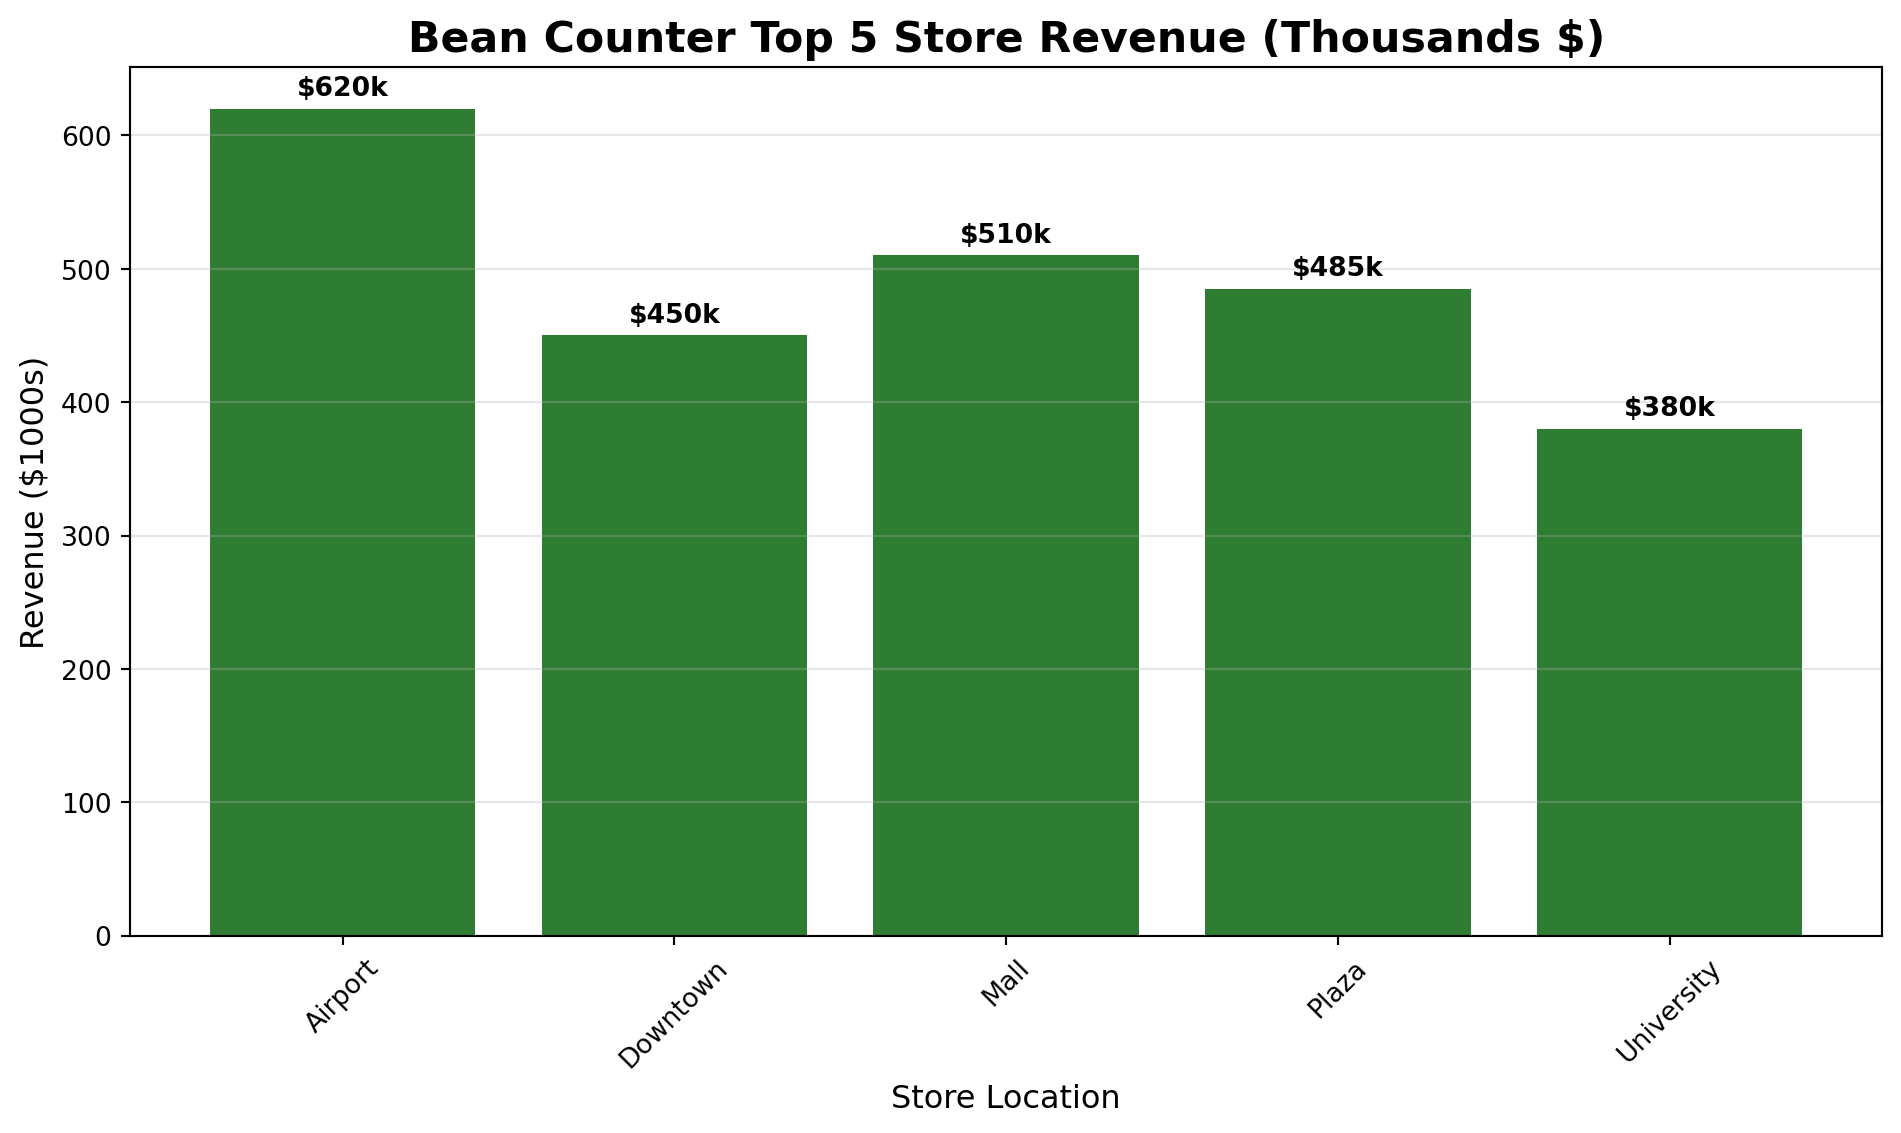 Bean Counter Top 5 Store Revenue (Thousands $)
$620k
$510k
$485k
$450k
$380k
Revenue ($1000s)
600
500
400
300
200
100
0
Airport
Downtown
Mall
Plaza
University
Store Location